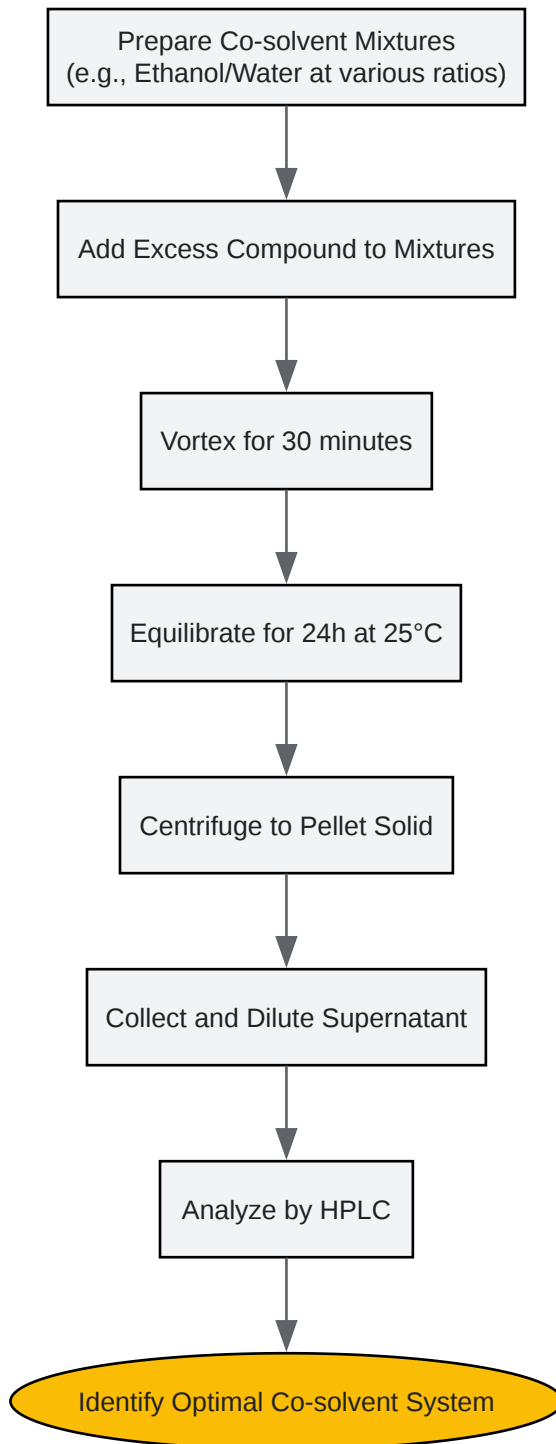 Prepare Co-solvent Mixtures
(e.g., Ethanol/Water at various ratios)
Add Excess Compound to Mixtures
Vortex for 30 minutes
Equilibrate for 24h at 25°C
Centrifuge to Pellet Solid
Collect and Dilute Supernatant
Analyze by HPLC
Identify Optimal Co-solvent System